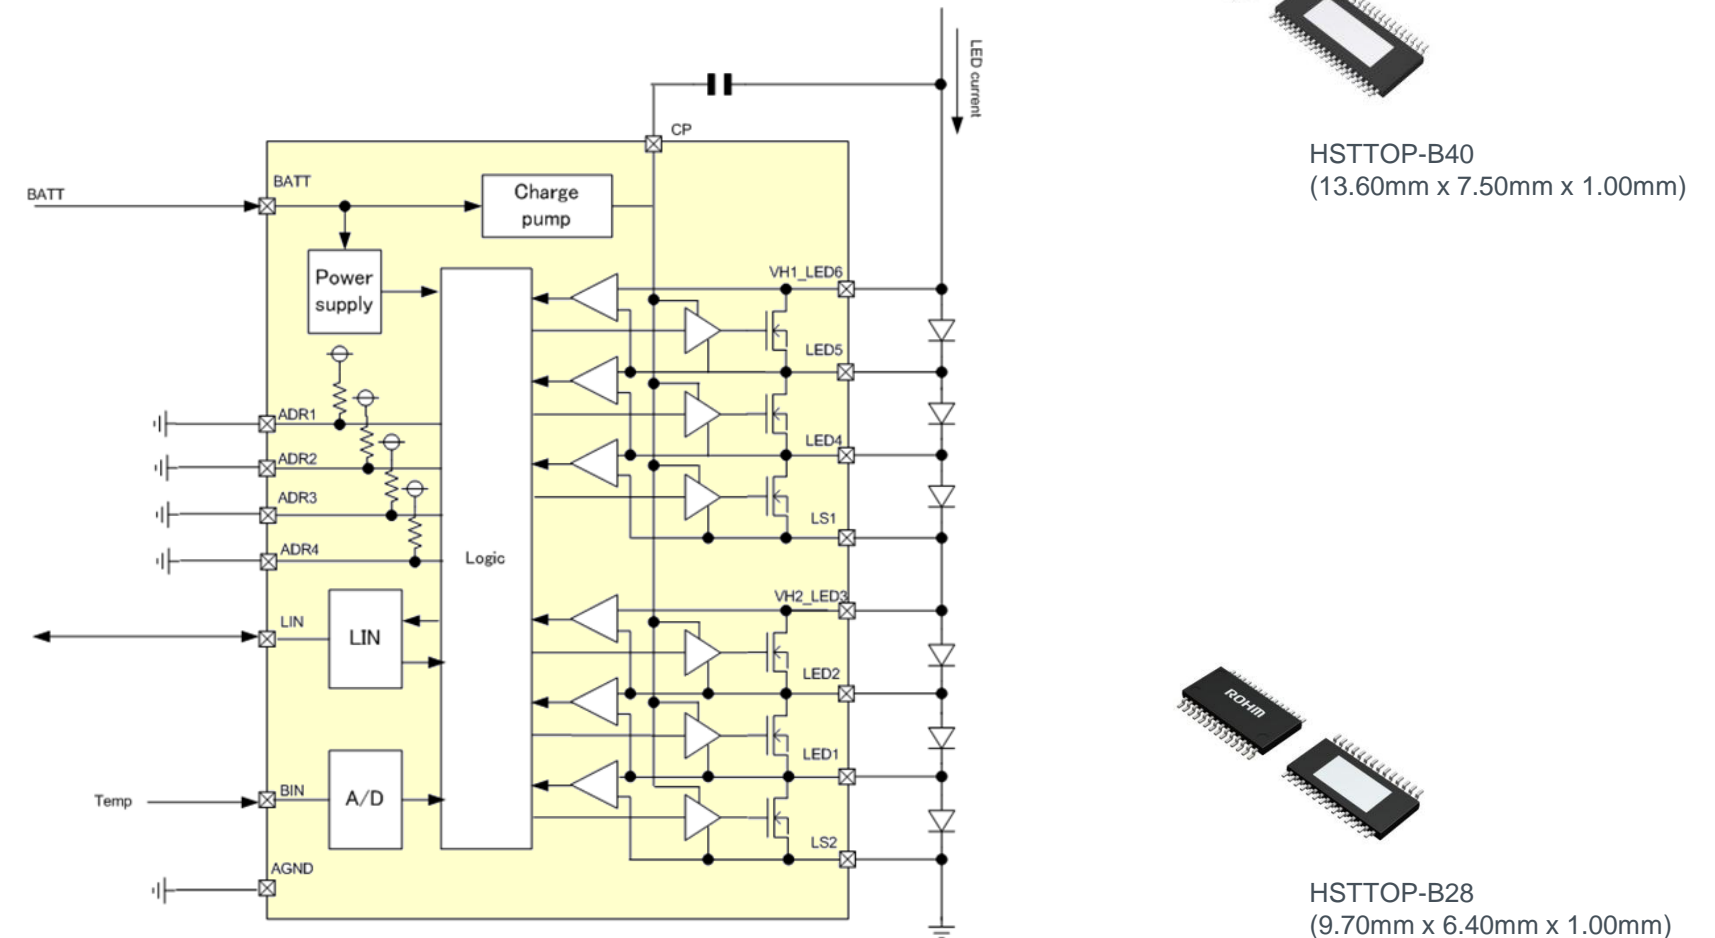 LED current
CP
BATT
BATT
Charge
pump
Power
supply
VH1_LED6
LED5
ADR1
LED4
ADR2
ADR3
LS1
ADR4
Logic
VH2_LED3
LIN
LIN
LED2
LED1
Temp
BIN
A/D
LS2
AGND
HSTTOP-B40
(13.60mm x 7.50mm x 1.00mm)
ROHM
HSTTOP-B28
(9.70mm x 6.40mm x 1.00mm)